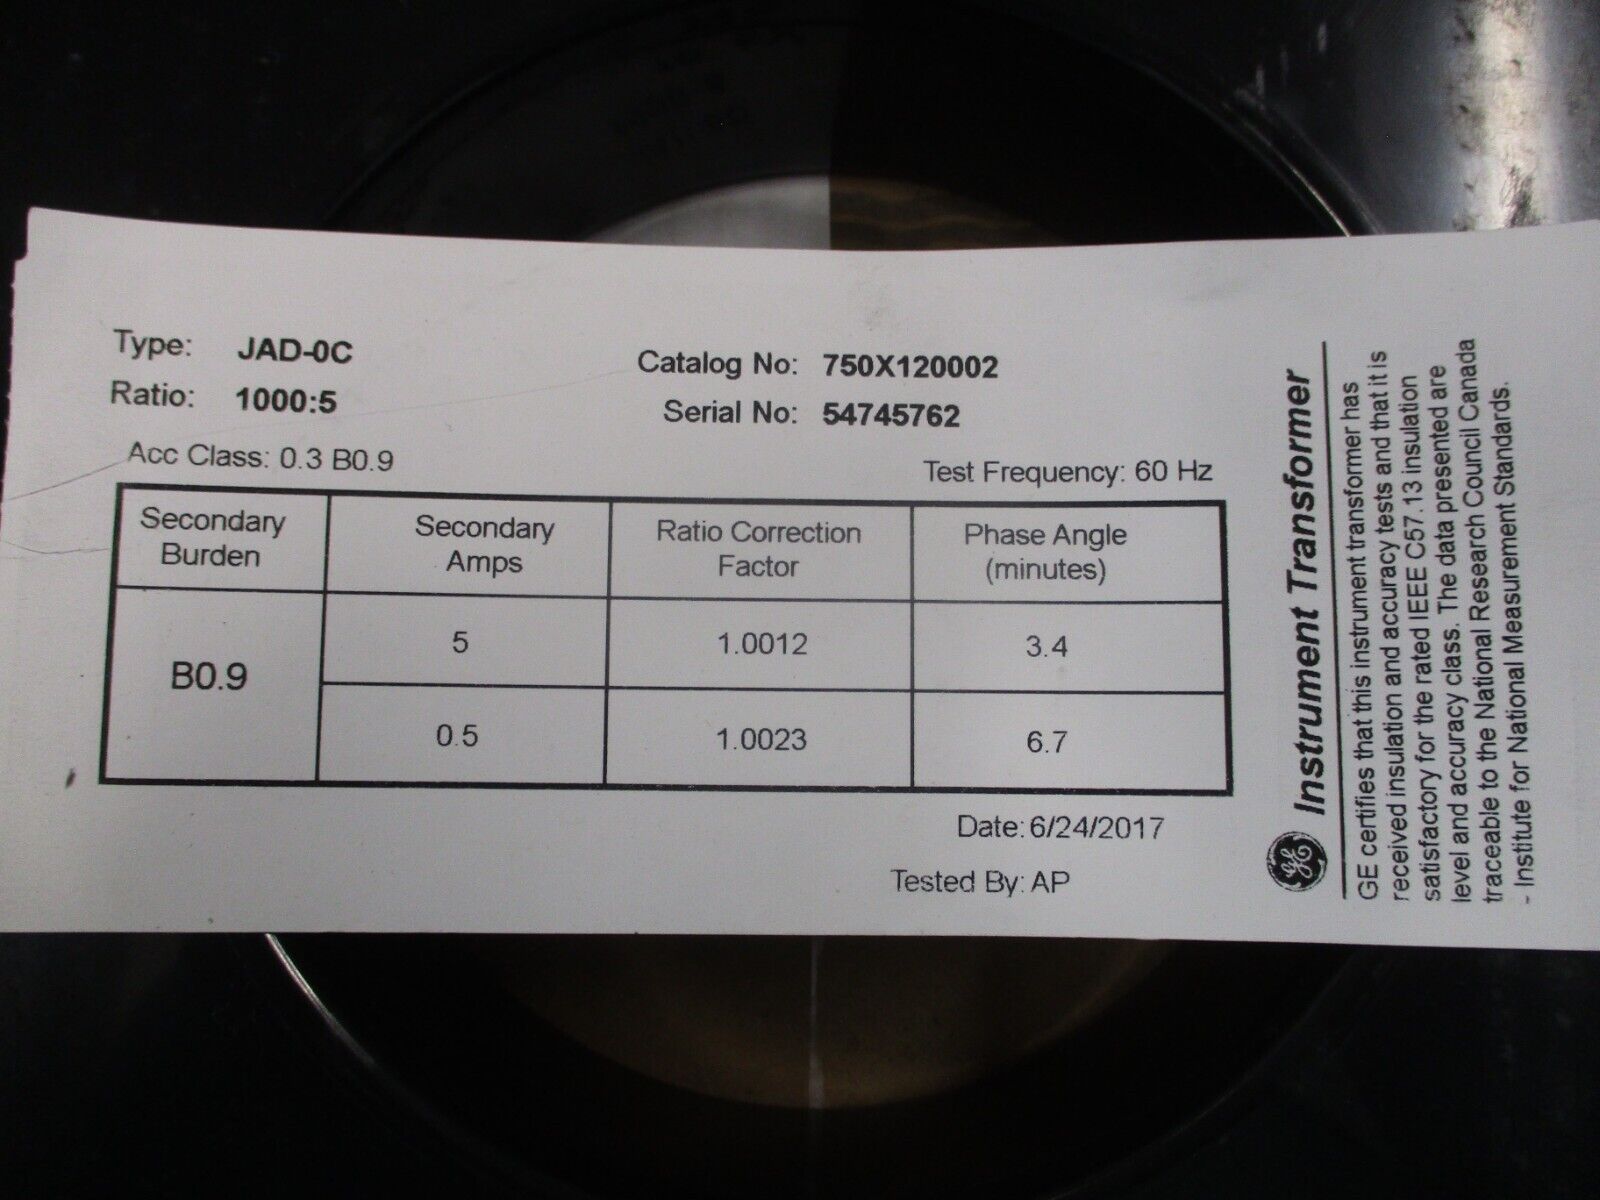 Type: JAD-0C
Ratio: 1000:5
Catalog No: 750X120002
Serial No: 54745762
Acc Class: 0.3 B0.9
Test Frequency: 60 Hz
Secondary Burden
Secondary Amps
Ratio Correction Factor
Phase Angle (minutes)
B0.9
5 1.0012 3.4
0.5 1.0023 6.7
Date: 6/24/2017
Tested By: AP
GE Instrument Transformer
GE certifies that this instrument transformer has
received insulation and accuracy tests and that it is
satisfactory for the rated IEEE C57.13 insulation
level and accuracy class. The data presented are
traceable to the National Research Council Canada
- Institute for National Measurement Standards.